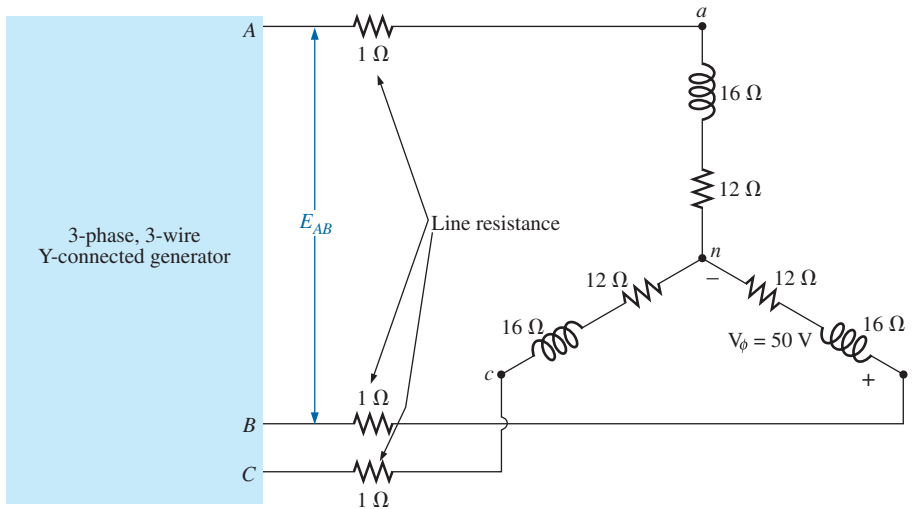 a
A
1 Ω
16 Ω
12 Ω
E_AB
Line resistance
3-phase, 3-wire
Y-connected generator
n
12 Ω
–
12 Ω
16 Ω
V_ϕ = 50 V
16 Ω
c
+
1 Ω
B
C
1 Ω